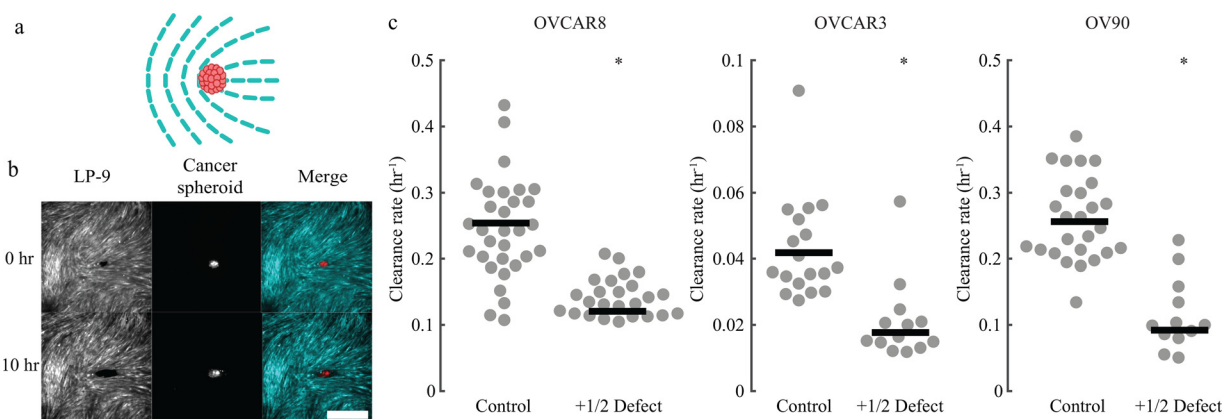 a
b
LP-9
Cancer
spheroid
Merge
0 hr
10 hr
c
OVCAR8
Clearance rate (hr⁻¹)
0.5
0.4
0.3
0.2
0.1
0
*
Control
+1/2 Defect
OVCAR3
Clearance rate (hr⁻¹)
0.1
0.08
0.06
0.04
0.02
0
*
Control
+1/2 Defect
OV90
Clearance rate (hr⁻¹)
0.5
0.4
0.3
0.2
0.1
0
*
Control
+1/2 Defect